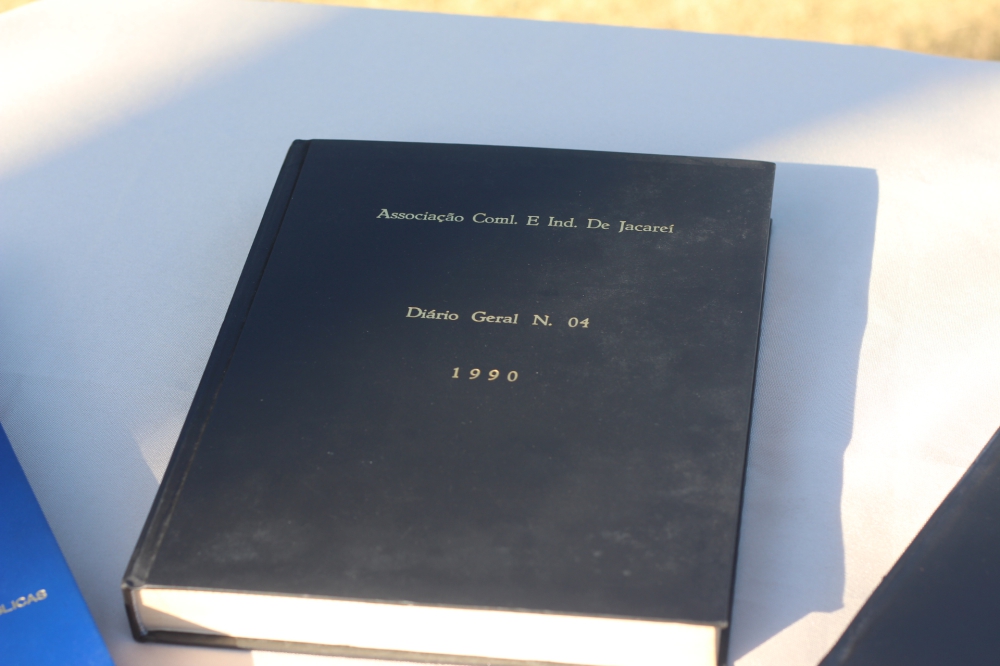 Associação Coml. E Ind. De Jacareí
Diário Geral N. 04
1990